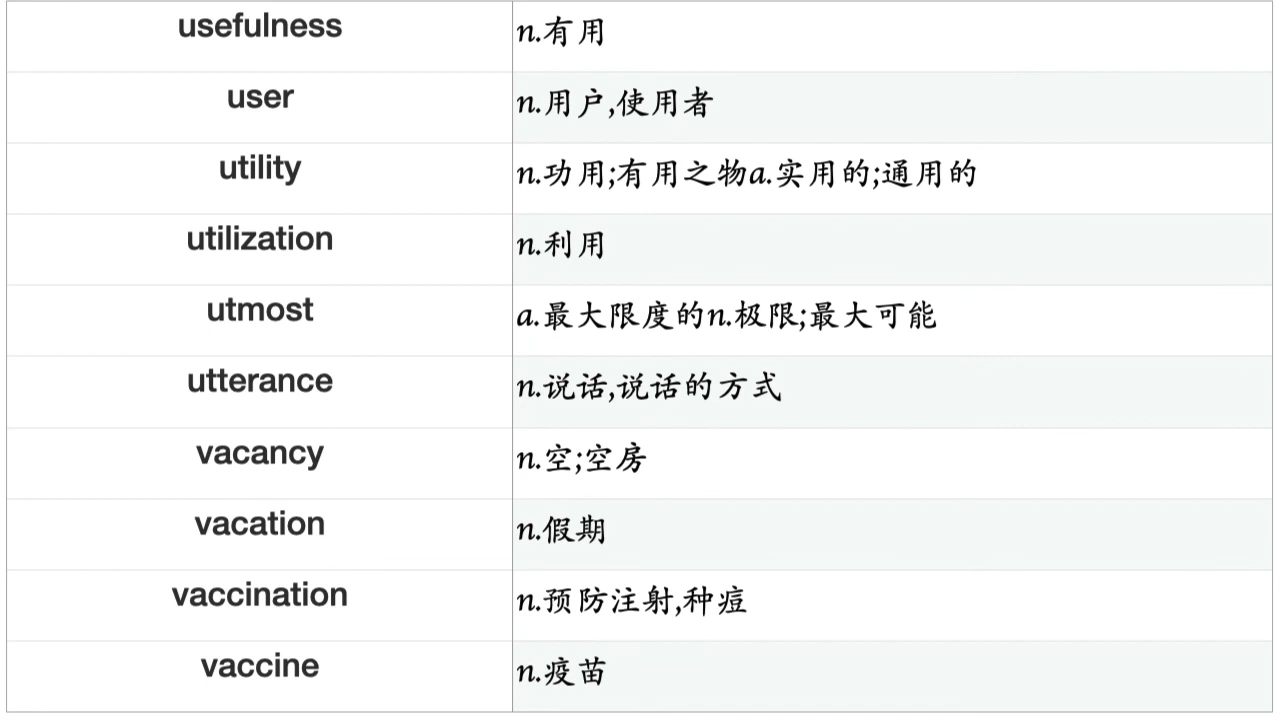 usefulness n.有用
user n.用户,使用者
utility n.功用;有用之物a.实用的;通用的
utilization n.利用
utmost a.最大限度的n.极限;最大可能
utterance n.说话,说话的方式
vacancy n.空;空房
vacation n.假期
vaccination n.预防注射,种痘
vaccine n.疫苗